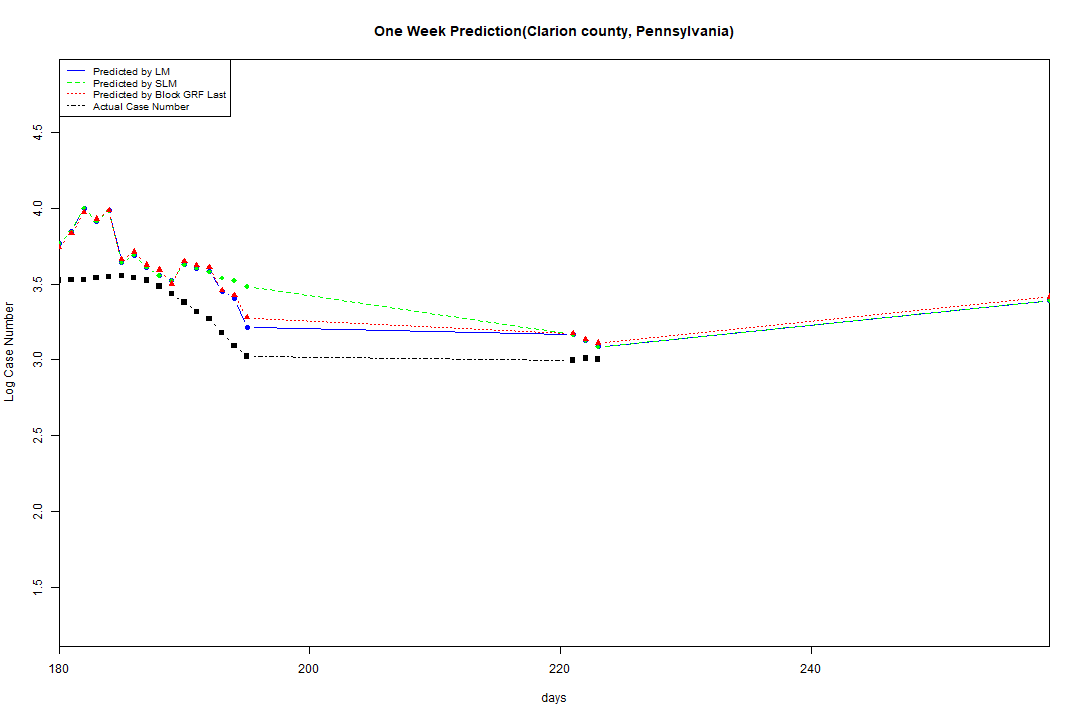 One Week Prediction(Clarion county, Pennsylvania)
Predicted by LM
Predicted by SLM
Predicted by Block GRF Last
Actual Case Number
Log Case Number
4.5
4.0
3.5
3.0
2.5
2.0
1.5
180 200 220 240
days